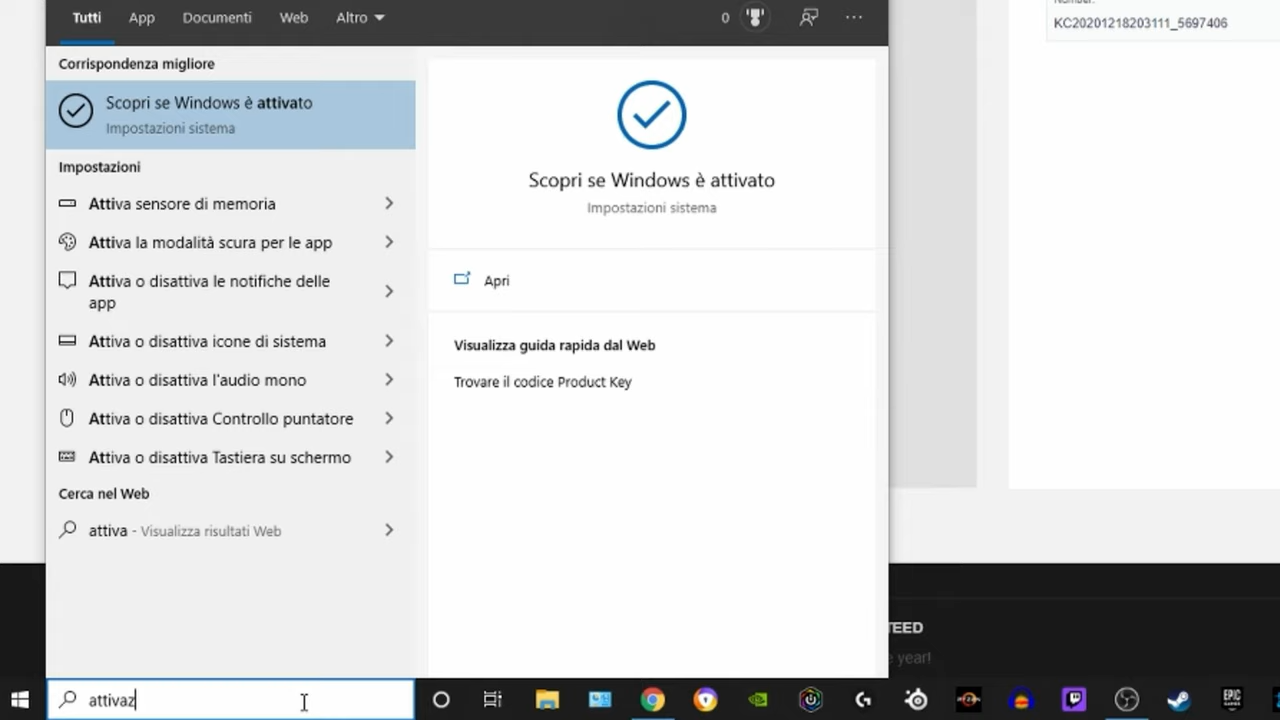 Tutti App Documenti Web Altro 0
Number:
KC20201218203111_5697406
Corrispondenza migliore
Scopri se Windows è attivato
Impostazioni sistema
Impostazioni
Attiva sensore di memoria
Attiva la modalità scura per le app
Attiva o disattiva le notifiche delle
app
Attiva o disattiva icone di sistema
Attiva o disattiva l'audio mono
Attiva o disattiva Controllo puntatore
Attiva o disattiva Tastiera su schermo
Cerca nel Web
attiva - Visualizza risultati Web
Scopri se Windows è attivato
Impostazioni sistema
Apri
Visualizza guida rapida dal Web
Trovare il codice Product Key
TEED
e year!
attivaz
EPIC
GAMES